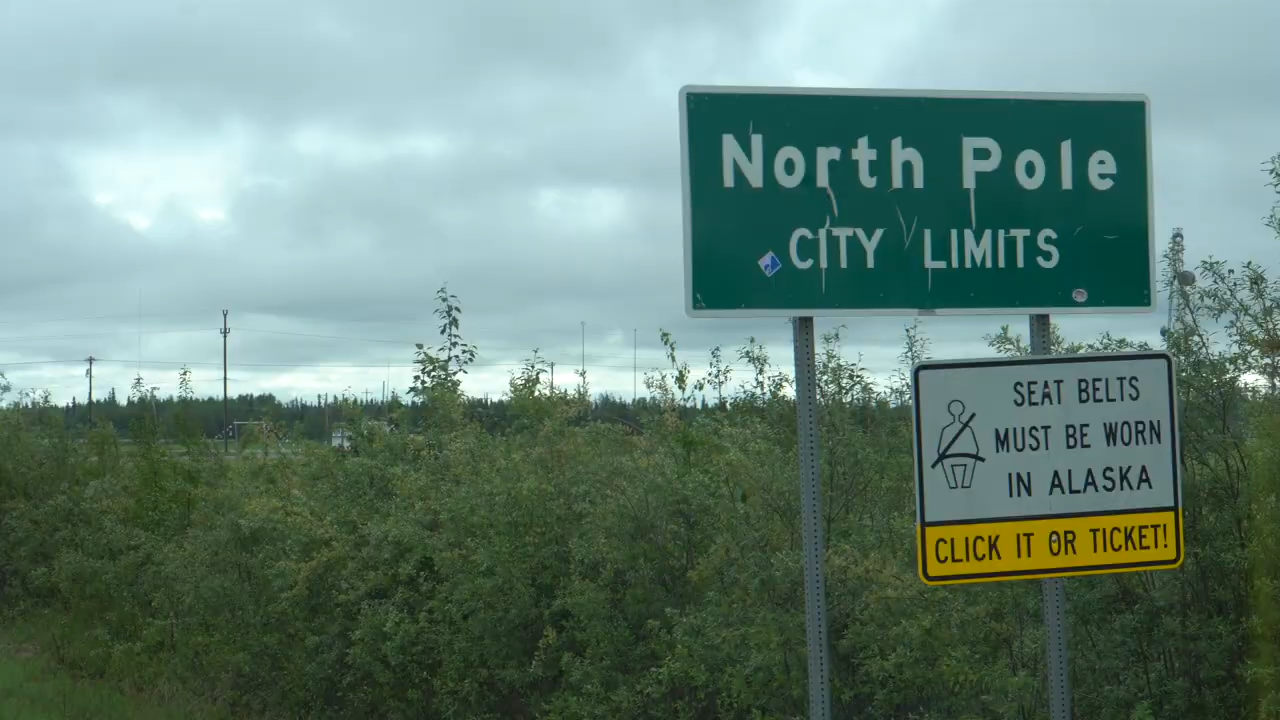 North Pole
CITY LIMITS
SEAT BELTS
MUST BE WORN
IN ALASKA
CLICK IT OR TICKET!